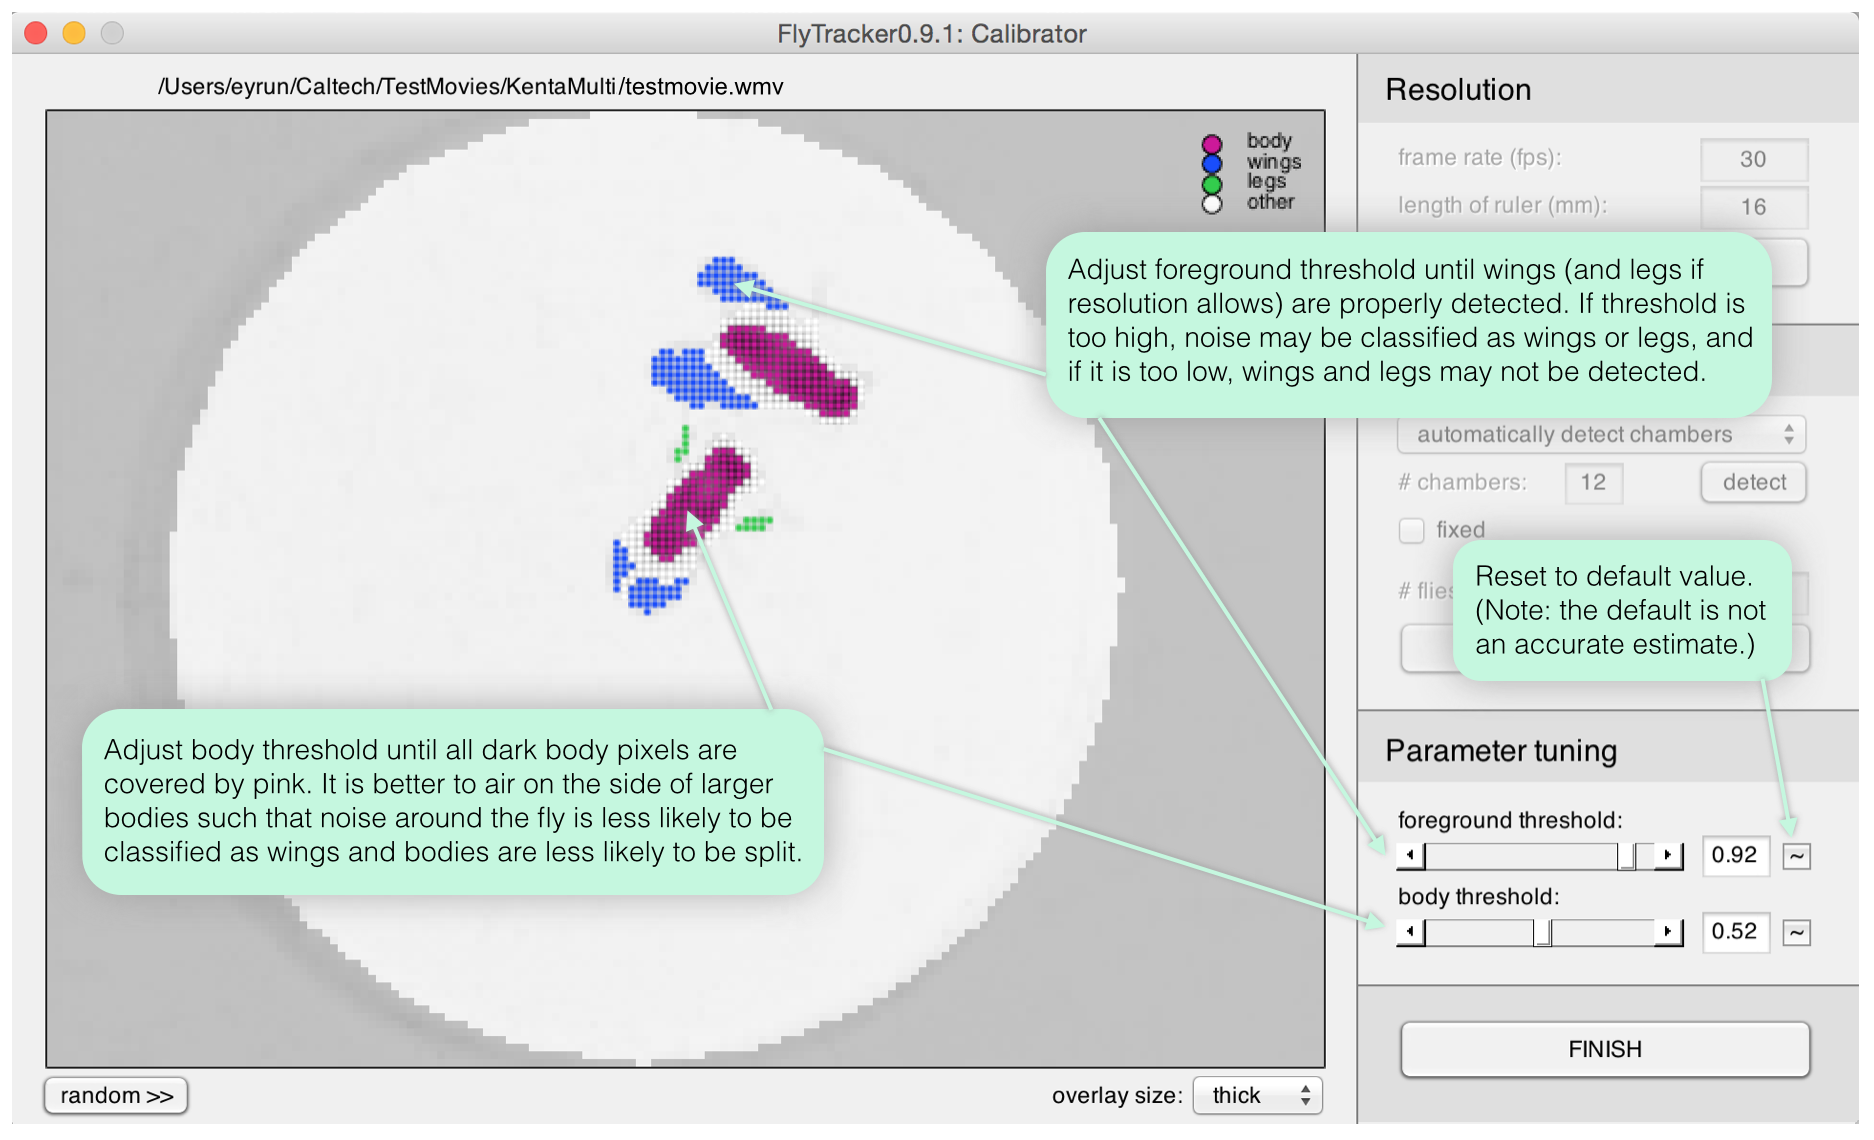 FlyTracker0.9.1: Calibrator
/Users/eyrun/Caltech/TestMovies/KentaMulti/testmovie.wmv
body
wings
legs
other
Resolution
frame rate (fps): 30
length of ruler (mm): 16
Adjust foreground threshold until wings (and legs if
resolution allows) are properly detected. If threshold is
too high, noise may be classified as wings or legs, and
if it is too low, wings and legs may not be detected.
automatically detect chambers
# chambers: 12 detect
fixed
# flies
Reset to default value.
(Note: the default is not
an accurate estimate.)
Adjust body threshold until all dark body pixels are
covered by pink. It is better to air on the side of larger
bodies such that noise around the fly is less likely to be
classified as wings and bodies are less likely to be split.
Parameter tuning
foreground threshold:
0.92 ~
body threshold:
0.52 ~
FINISH
random >>
overlay size: thick